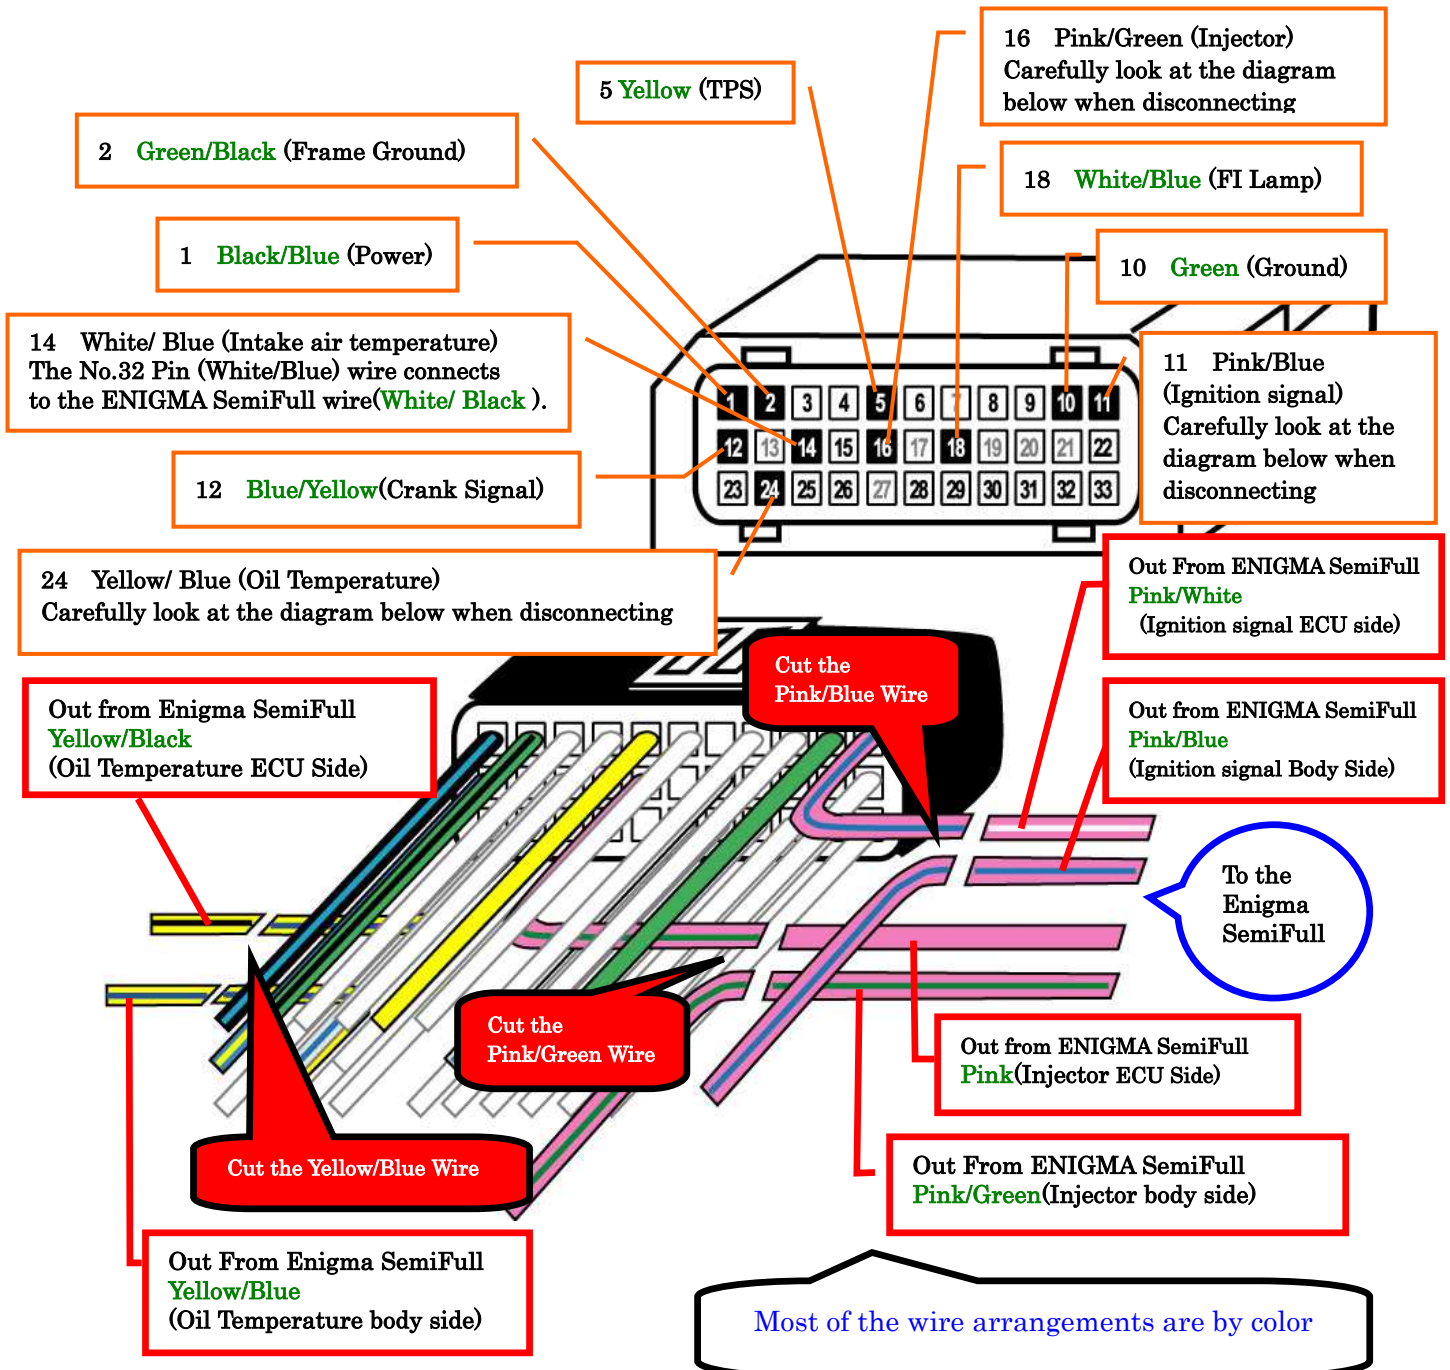 16 Pink/Green (Injector)
Carefully look at the diagram
below when disconnecting
5 Yellow (TPS)
2 Green/Black (Frame Ground)
18 White/Blue (FI Lamp)
1 Black/Blue (Power)
10 Green (Ground)
14 White/ Blue (Intake air temperature)
The No.32 Pin (White/Blue) wire connects
to the ENIGMA SemiFull wire(White/ Black ).
11 Pink/Blue
(Ignition signal)
Carefully look at the
diagram below when
disconnecting
1 2 3 4 5 6 7 8 9 10 11
12 13 14 15 16 17 18 19 20 21 22
23 24 25 26 27 28 29 30 31 32 33
12 Blue/Yellow(Crank Signal)
24 Yellow/ Blue (Oil Temperature)
Carefully look at the diagram below when disconnecting
Out From ENIGMA SemiFull
Pink/White
(Ignition signal ECU side)
Cut the
Pink/Blue Wire
Out from Enigma SemiFull
Yellow/Black
(Oil Temperature ECU Side)
Out from ENIGMA SemiFull
Pink/Blue
(Ignition signal Body Side)
To the
Enigma
SemiFull
Cut the
Pink/Green Wire
Out from ENIGMA SemiFull
Pink(Injector ECU Side)
Cut the Yellow/Blue Wire
Out From ENIGMA SemiFull
Pink/Green(Injector body side)
Out From Enigma SemiFull
Yellow/Blue
(Oil Temperature body side)
Most of the wire arrangements are by color